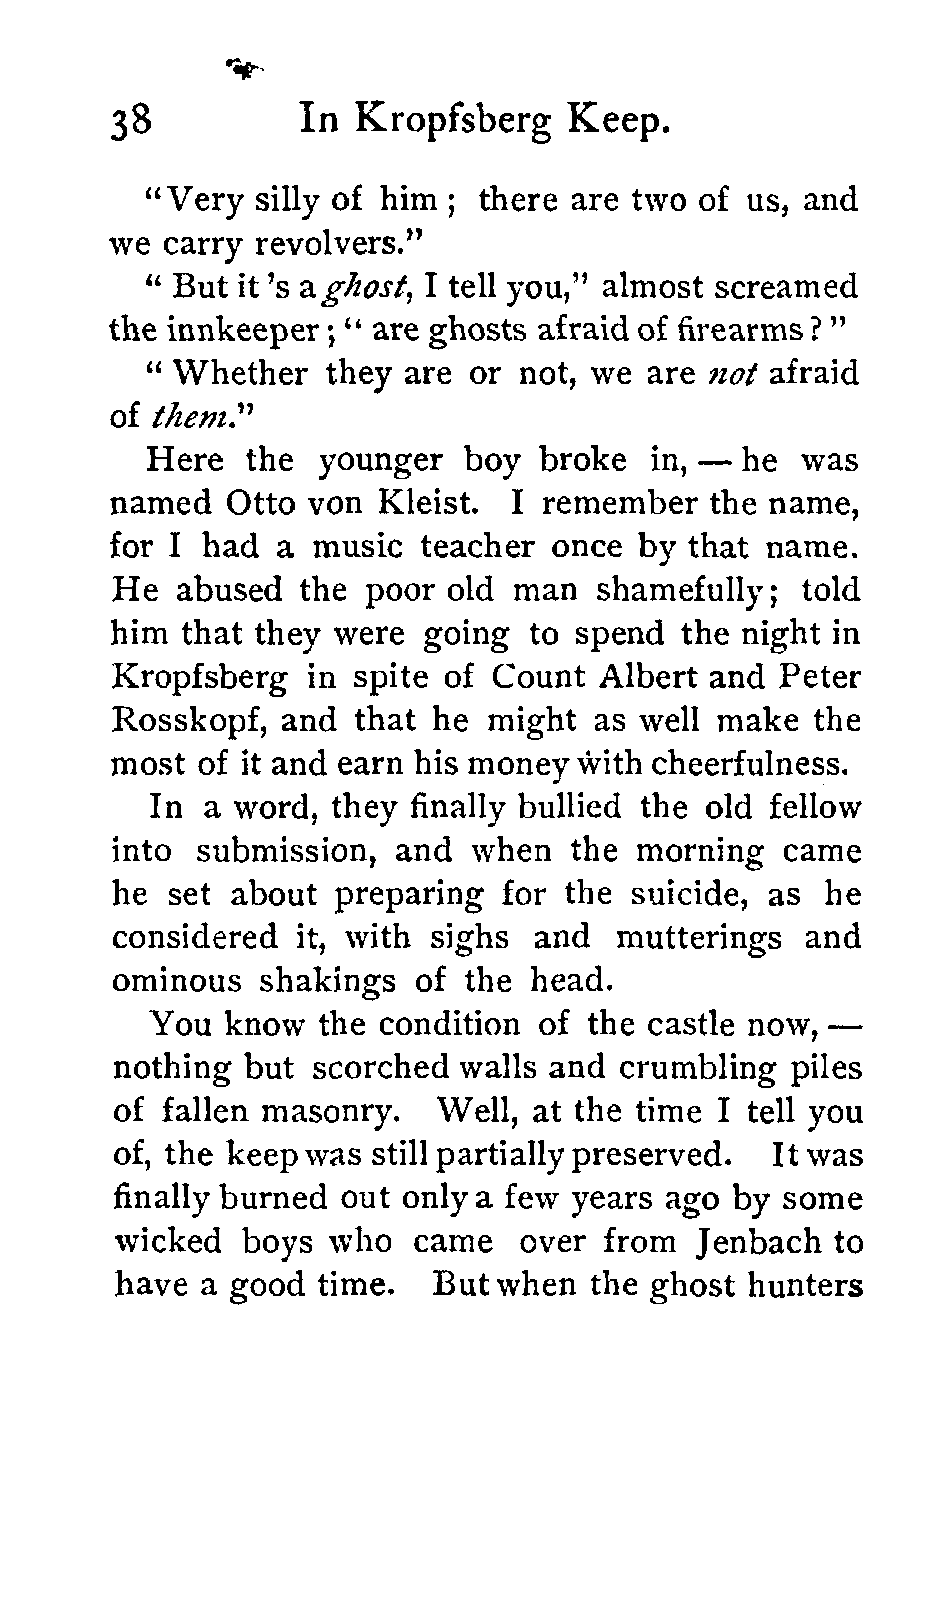 38 In Kropfsberg Keep.
"Very silly of him ; there are two of us, and
we carry revolvers."
" But it 's a ghost, I tell you," almost screamed
the innkeeper ; " are ghosts afraid of firearms ? "
" Whether they are or not, we are not afraid
of them."
Here the younger boy broke in, — he was
named Otto von Kleist. I remember the name,
for I had a music teacher once by that name.
He abused the poor old man shamefully ; told
him that they were going to spend the night in
Kropfsberg in spite of Count Albert and Peter
Rosskopf, and that he might as well make the
most of it and earn his money with cheerfulness.
In a word, they finally bullied the old fellow
into submission, and when the morning came
he set about preparing for the suicide, as he
considered it, with sighs and mutterings and
ominous shakings of the head.
You know the condition of the castle now, —
nothing but scorched walls and crumbling piles
of fallen masonry. Well, at the time I tell you
of, the keep was still partially preserved. It was
finally burned out only a few years ago by some
wicked boys who came over from Jenbach to
have a good time. But when the ghost hunters